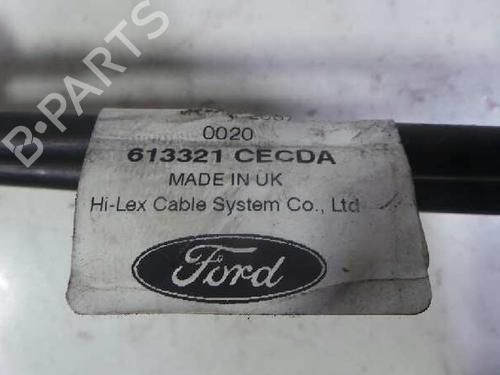 B-PARTS
0020
613321 CECDA
MADE IN UK
Hi-Lex Cable System Co., Ltd
Ford